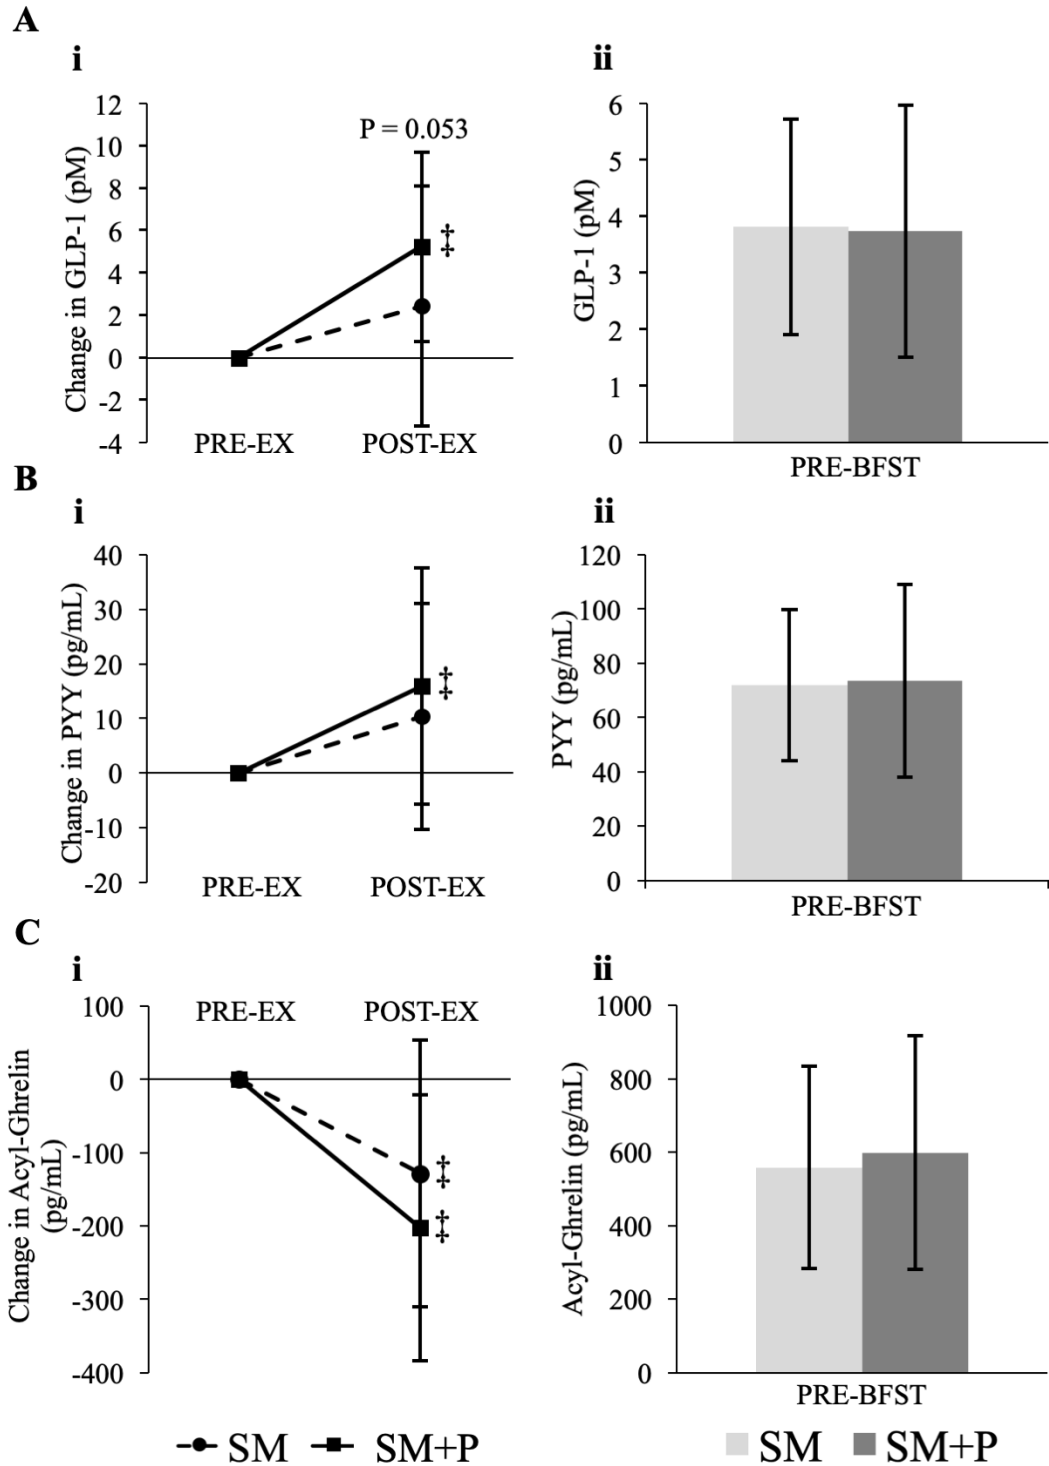 A
i
ii
12
10
8
6
4
2
0
-2
-4
Change in GLP-1 (pM)
P = 0.053
‡
PRE-EX POST-EX
6
5
4
3
2
1
0
GLP-1 (pM)
PRE-BFST
B
i
ii
40
30
20
10
0
-10
-20
Change in PYY (pg/mL)
‡
PRE-EX POST-EX
120
100
80
60
40
20
0
PYY (pg/mL)
PRE-BFST
C
i
ii
100
0
-100
-200
-300
-400
Change in Acyl-Ghrelin
(pg/mL)
PRE-EX POST-EX
‡
‡
1000
800
600
400
200
0
Acyl-Ghrelin (pg/mL)
PRE-BFST
SM SM+P
SM SM+P